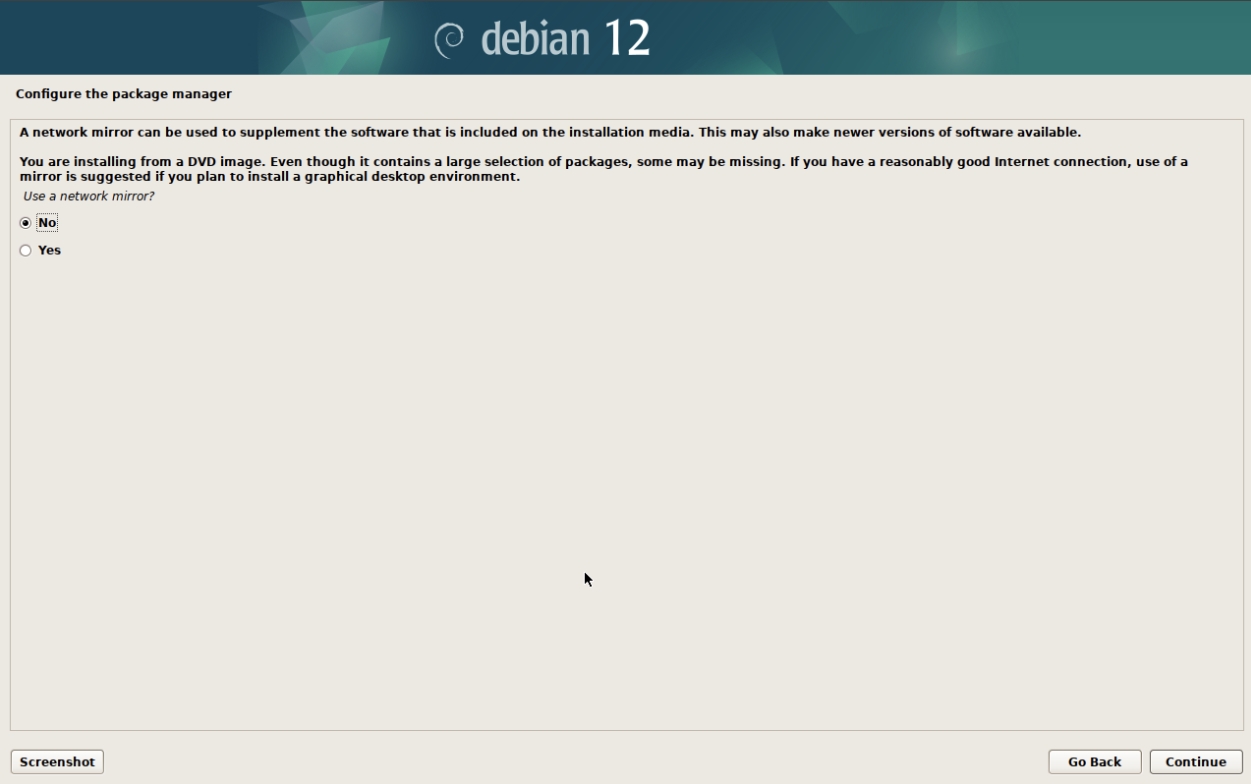 debian 12
Configure the package manager
A network mirror can be used to supplement the software that is included on the installation media. This may also make newer versions of software available.
You are installing from a DVD image. Even though it contains a large selection of packages, some may be missing. If you have a reasonably good Internet connection, use of a
mirror is suggested if you plan to install a graphical desktop environment.
Use a network mirror?
No
Yes
Screenshot
Go Back
Continue